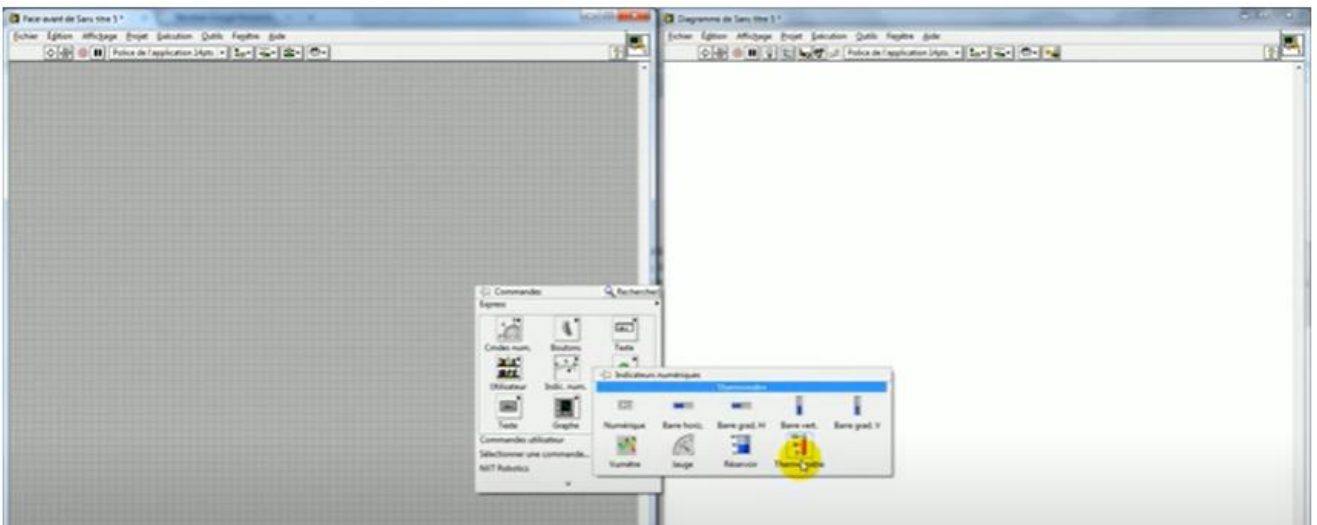 Face avant de Sans titre 5 *
Fichier Édition Affichage Projet Exécution Outils Fenêtre Aide
Police de l'application 14pts
Diagramme de Sans titre 5 *
Fichier Édition Affichage Projet Exécution Outils Fenêtre Aide
Police de l'application 14pts
Commandes Rechercher
Express
Cmdes num. Boutons Texte
Utilisateur Indic. num.
Texte Graphe
Commandes utilisateur
Sélectionner une commande...
NXT Robotics
Indicateurs numériques
Thermomètre
Numérique Barre horiz. Barre grad. H Barre vert. Barre grad. V
Vumètre Jauge Réservoir Thermomètre